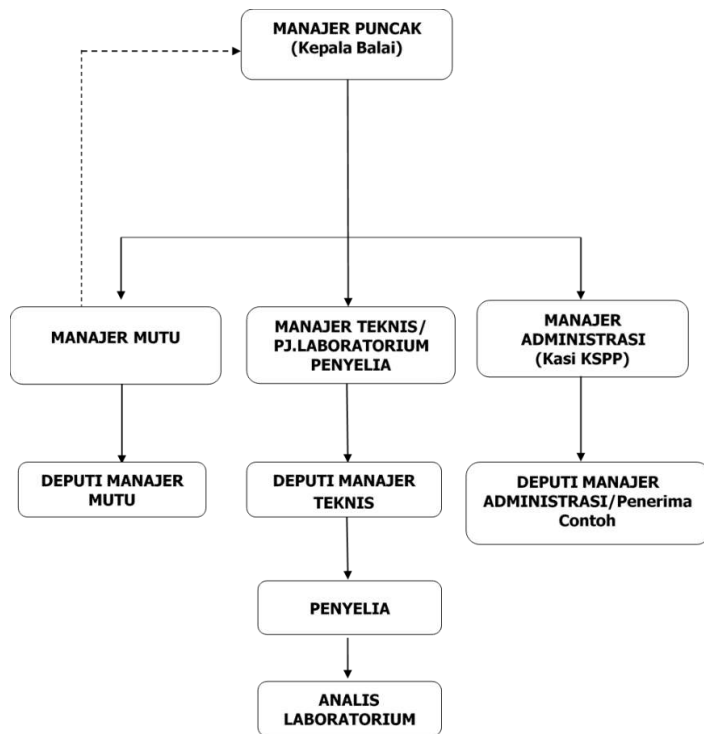 MANAJER PUNCAK
(Kepala Balai)
MANAJER MUTU
MANAJER TEKNIS/
PJ.LABORATORIUM
PENYELIA
MANAJER
ADMINISTRASI
(Kasi KSPP)
DEPUTI MANAJER
MUTU
DEPUTI MANAJER
TEKNIS
DEPUTI MANAJER
ADMINISTRASI/Penerima
Contoh
PENYELIA
ANALIS
LABORATORIUM